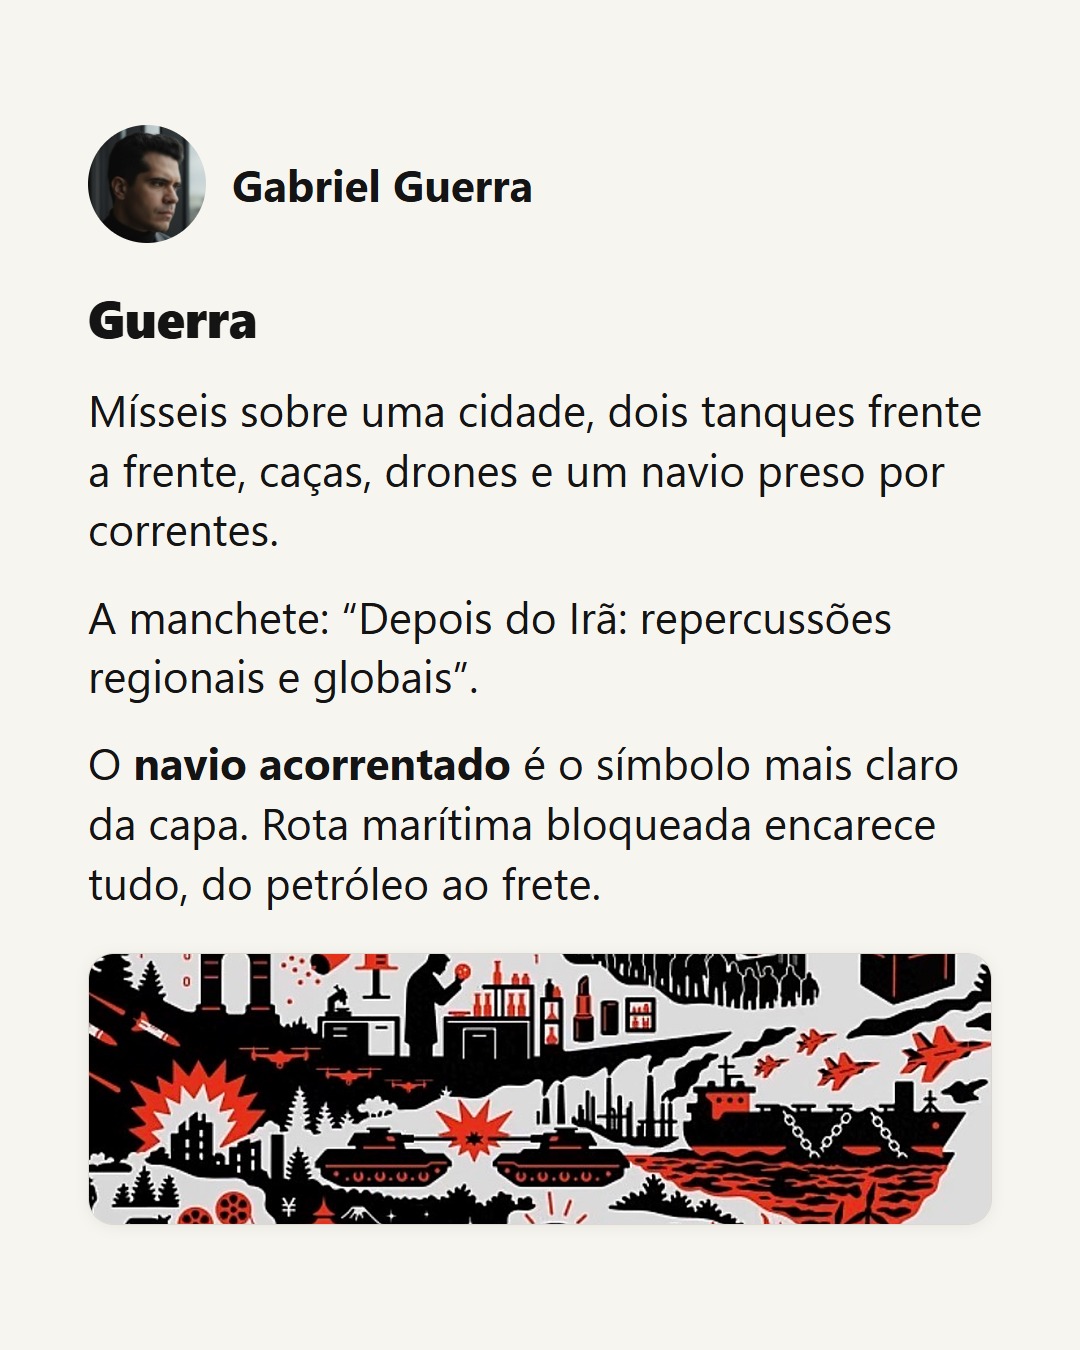 Gabriel Guerra
Guerra
Mísseis sobre uma cidade, dois tanques frente
a frente, caças, drones e um navio preso por
correntes.
A manchete: “Depois do Irã: repercussões
regionais e globais”.
O navio acorrentado é o símbolo mais claro
da capa. Rota marítima bloqueada encarece
tudo, do petróleo ao frete.
0
0
¥